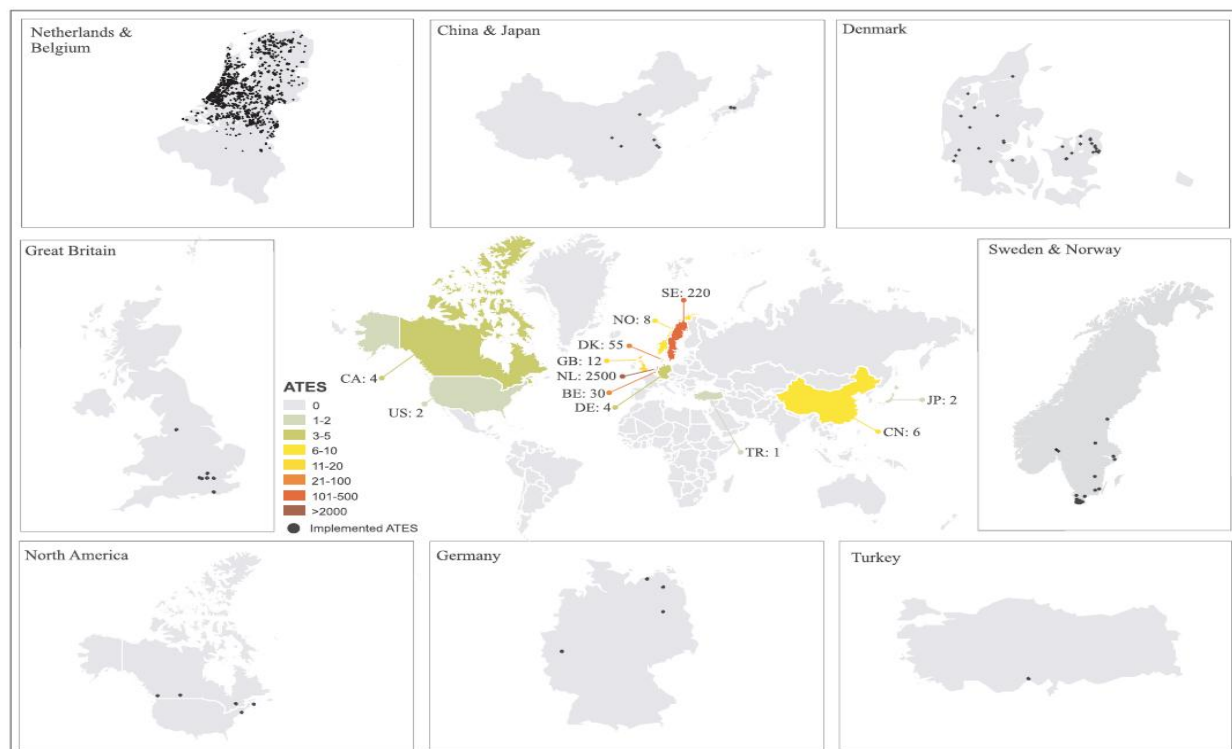 Netherlands &
Belgium
China & Japan
Denmark
Great Britain
Sweden & Norway
SE: 220
NO: 8
DK: 55
GB: 12
NL: 2500
BE: 30
DE: 4
CA: 4
US: 2
TR: 1
JP: 2
CN: 6
ATES
0
1-2
3-5
6-10
11-20
21-100
101-500
>2000
Implemented ATES
North America
Germany
Turkey